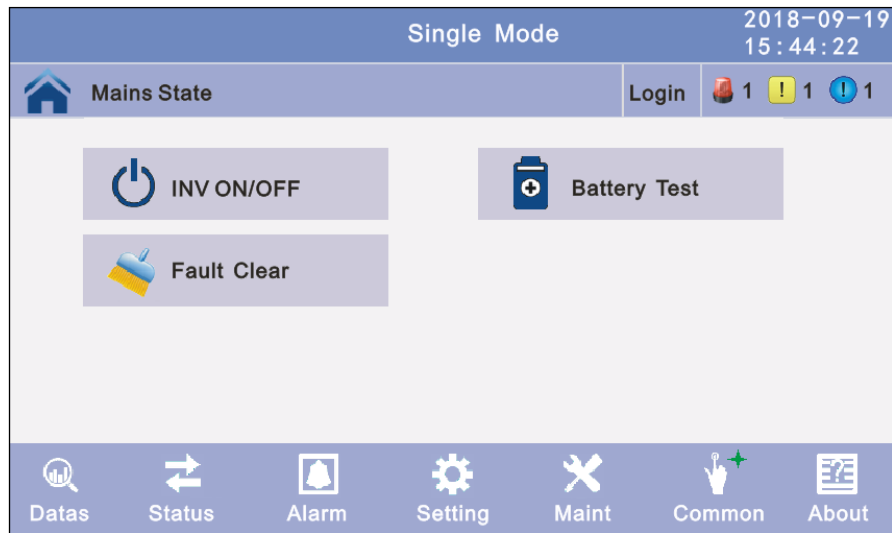 Single Mode
2018-09-19
15:44:22
Mains State
Login
1
! 1
! 1
INV ON/OFF
Battery Test
Fault Clear
Datas
Status
Alarm
Setting
Maint
Common
?
About